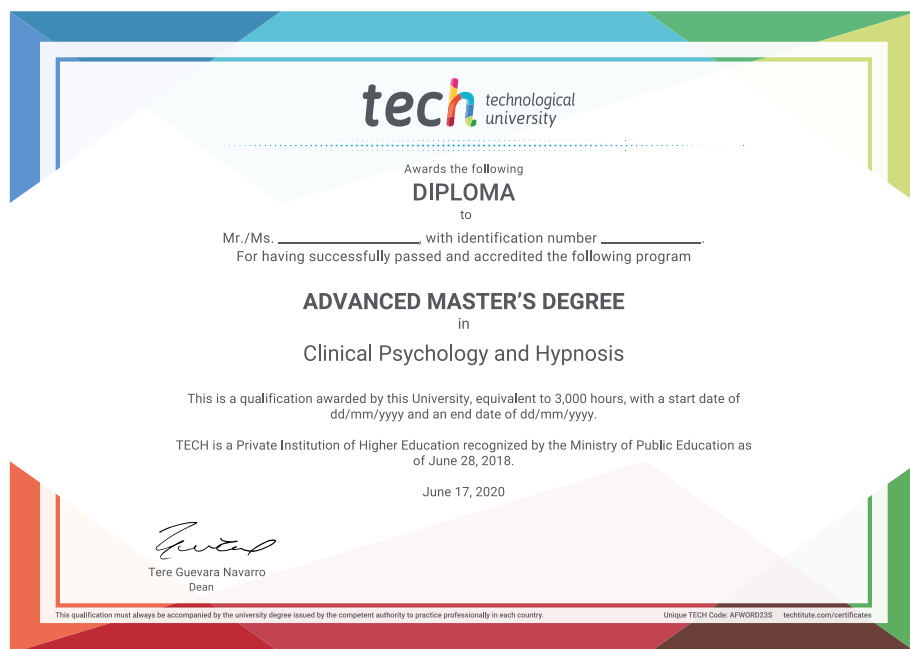 tech technological
university
Awards the following
DIPLOMA
to
Mr./Ms. ____________________, with identification number ______________.
For having successfully passed and accredited the following program
ADVANCED MASTER'S DEGREE
in
Clinical Psychology and Hypnosis
This is a qualification awarded by this University, equivalent to 3,000 hours, with a start date of
dd/mm/yyyy and an end date of dd/mm/yyyy.
TECH is a Private Institution of Higher Education recognized by the Ministry of Public Education as
of June 28, 2018.
June 17, 2020
Tere Guevara Navarro
Dean
This qualification must always be accompanied by the university degree issued by the competent authority to practice professionally in each country.
Unique TECH Code: AFWORD23S techtitute.com/certificates